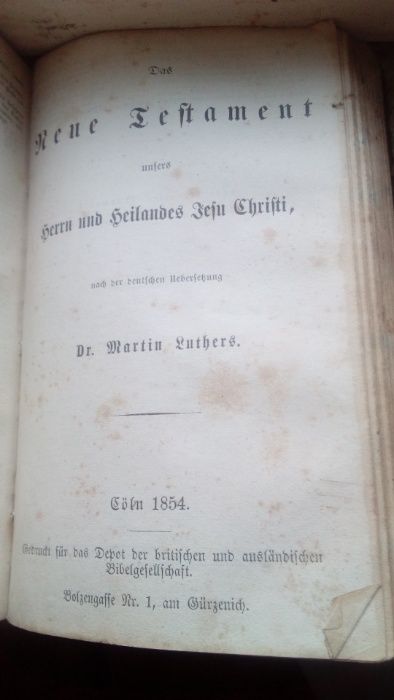 Das
Neue Testament
unsers
Herrn und Heilandes Jesu Christi,
nach der deutschen Uebersetzung
Dr. Martin Luthers.
Cöln 1854.
Gedruckt für das Depot der britischen und ausländischen
Bibelgesellschaft.
Bolzengasse Nr. 1, am Gürzenich.